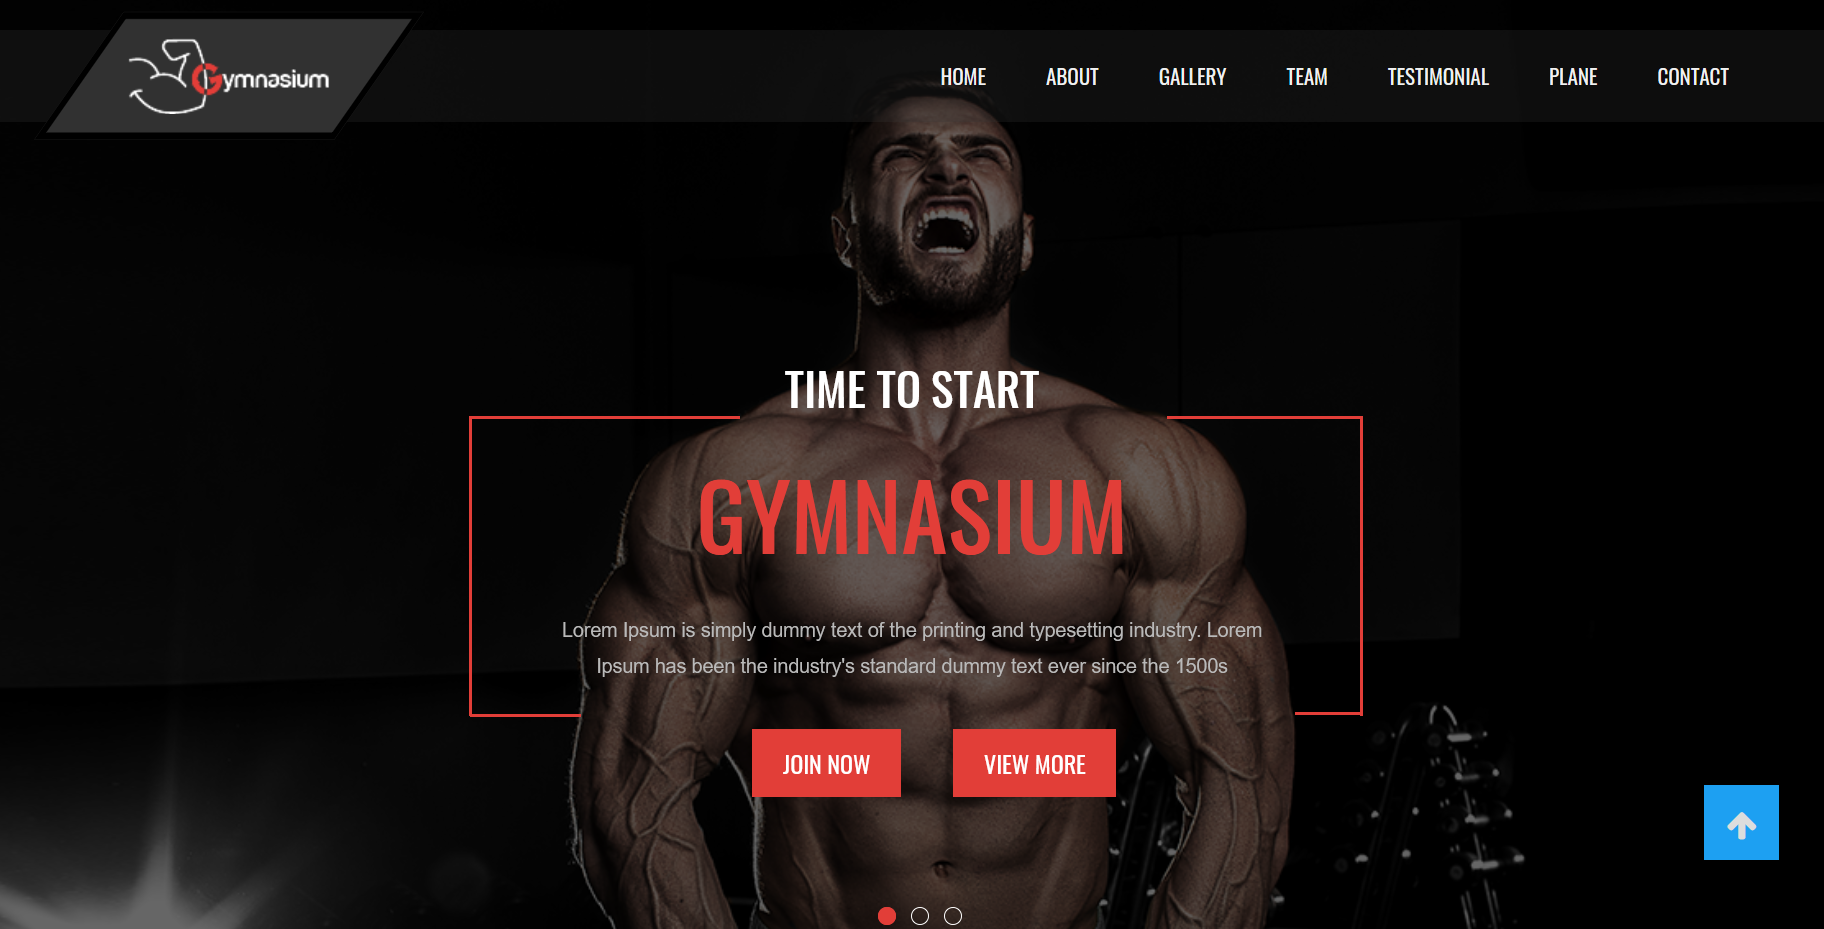 Gymnasium
HOME ABOUT GALLERY TEAM TESTIMONIAL PLANE CONTACT
TIME TO START
GYMNASIUM
Lorem Ipsum is simply dummy text of the printing and typesetting industry. Lorem
Ipsum has been the industry's standard dummy text ever since the 1500s
JOIN NOW VIEW MORE